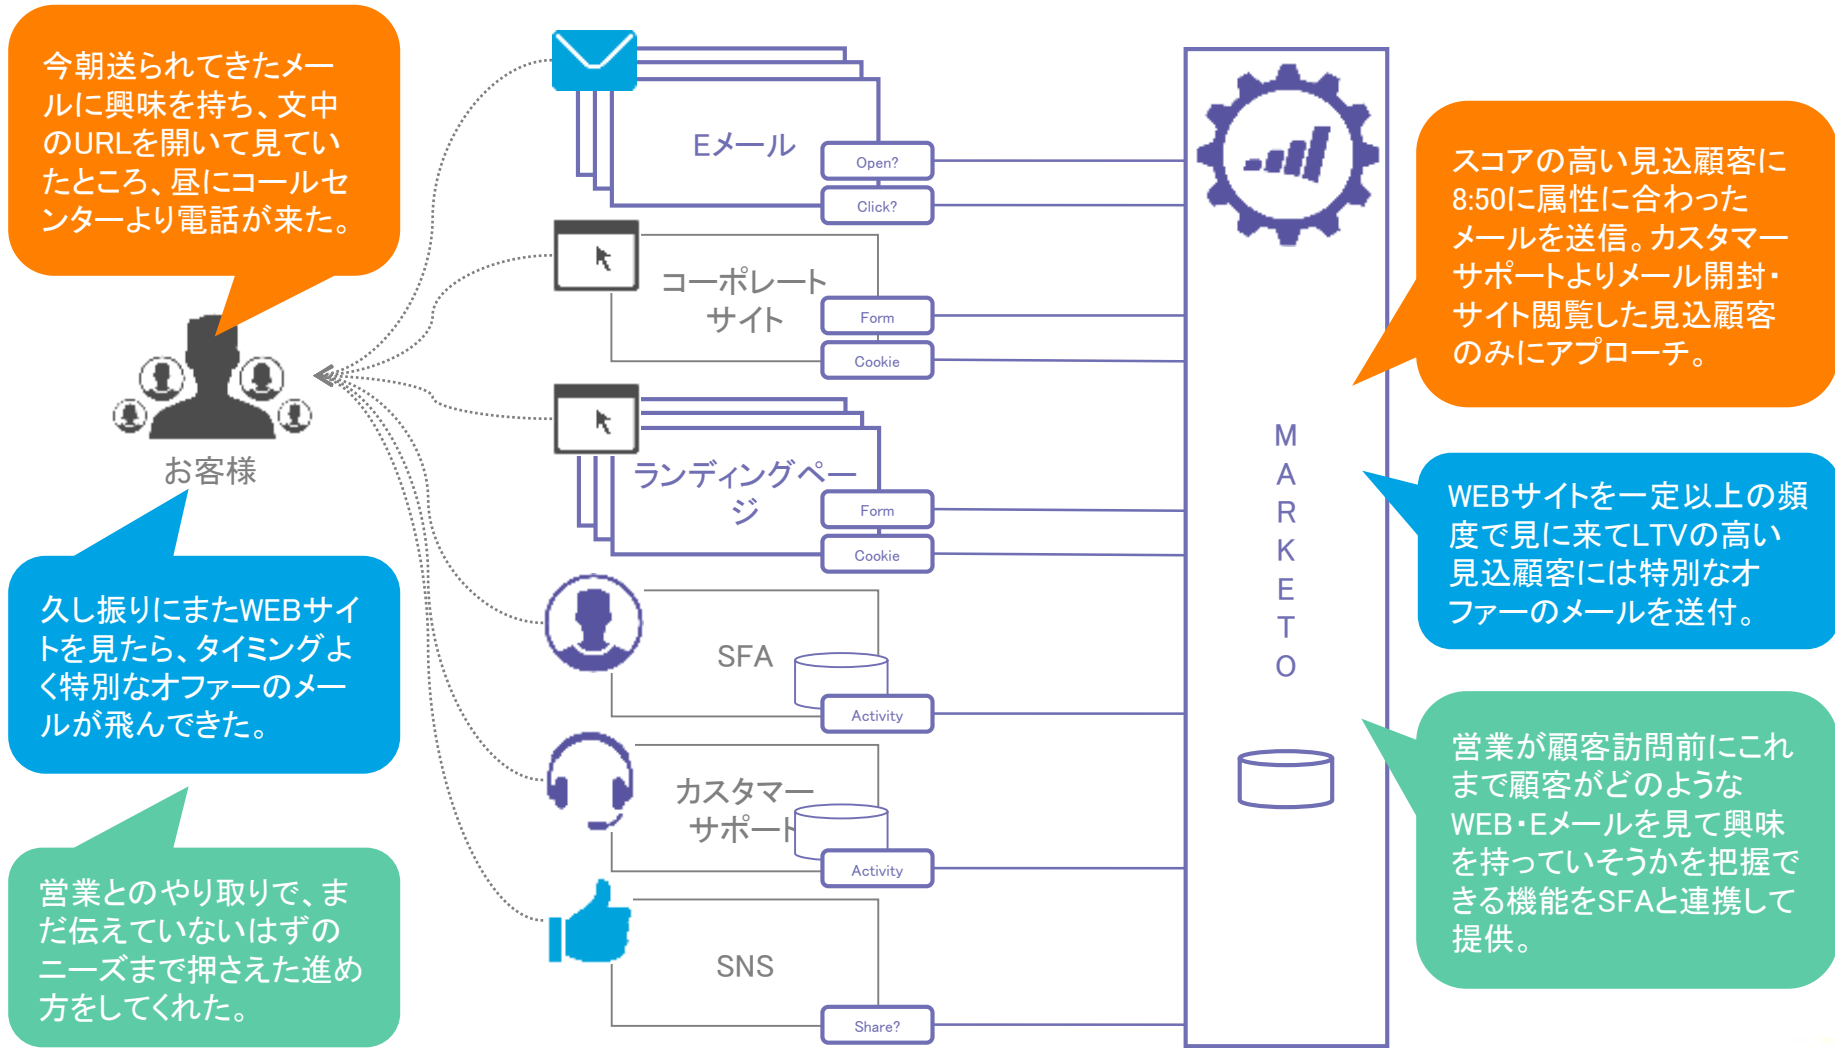 今朝送られてきたメー
ルに興味を持ち、文中
のURLを開いて見てい
たところ、昼にコールセ
ンターより電話が来た。
お客様
久し振りにまたWEBサイ
トを見たら、タイミングよ
く特別なオファーのメー
ルが飛んできた。
営業とのやり取りで、ま
だ伝えていないはずの
ニーズまで押さえた進め
方をしてくれた。
Eメール
Open?
Click?
コーポレート
サイト
Form
Cookie
ランディングペー
ジ
Form
Cookie
SFA
Activity
カスタマー
サポート
Activity
SNS
Share?
M
A
R
K
E
T
O
スコアの高い見込顧客に
8:50に属性に合わった
メールを送信。カスタマー
サポートよりメール開封・
サイト閲覧した見込顧客
のみにアプローチ。
WEBサイトを一定以上の頻
度で見に来てLTVの高い
見込顧客には特別なオ
ファーのメールを送付。
営業が顧客訪問前にこれ
まで顧客がどのような
WEB・Eメールを見て興味
を持っていそうかを把握で
きる機能をSFAと連携して
提供。